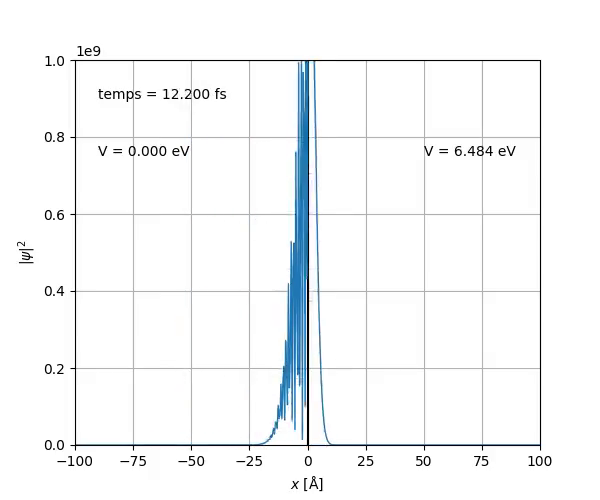 1e9
1.0
temps = 12.200 fs
0.8
V = 0.000 eV
V = 6.484 eV
0.6
|ψ|²
0.4
0.2
0.0
−100 −75 −50 −25 0 25 50 75 100
x [Å]